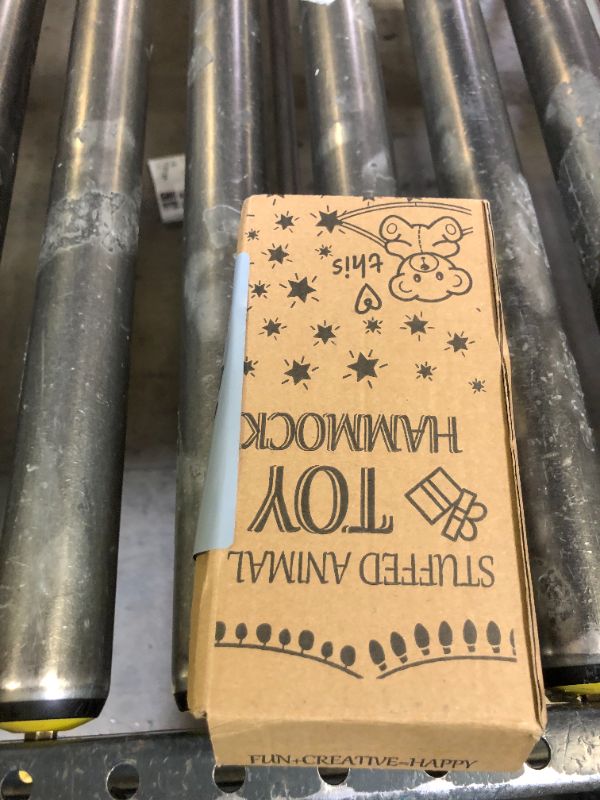 STUFFED ANIMAL
TOY
HAMMOCK
this
FUN+CREATIVE=HAPPY